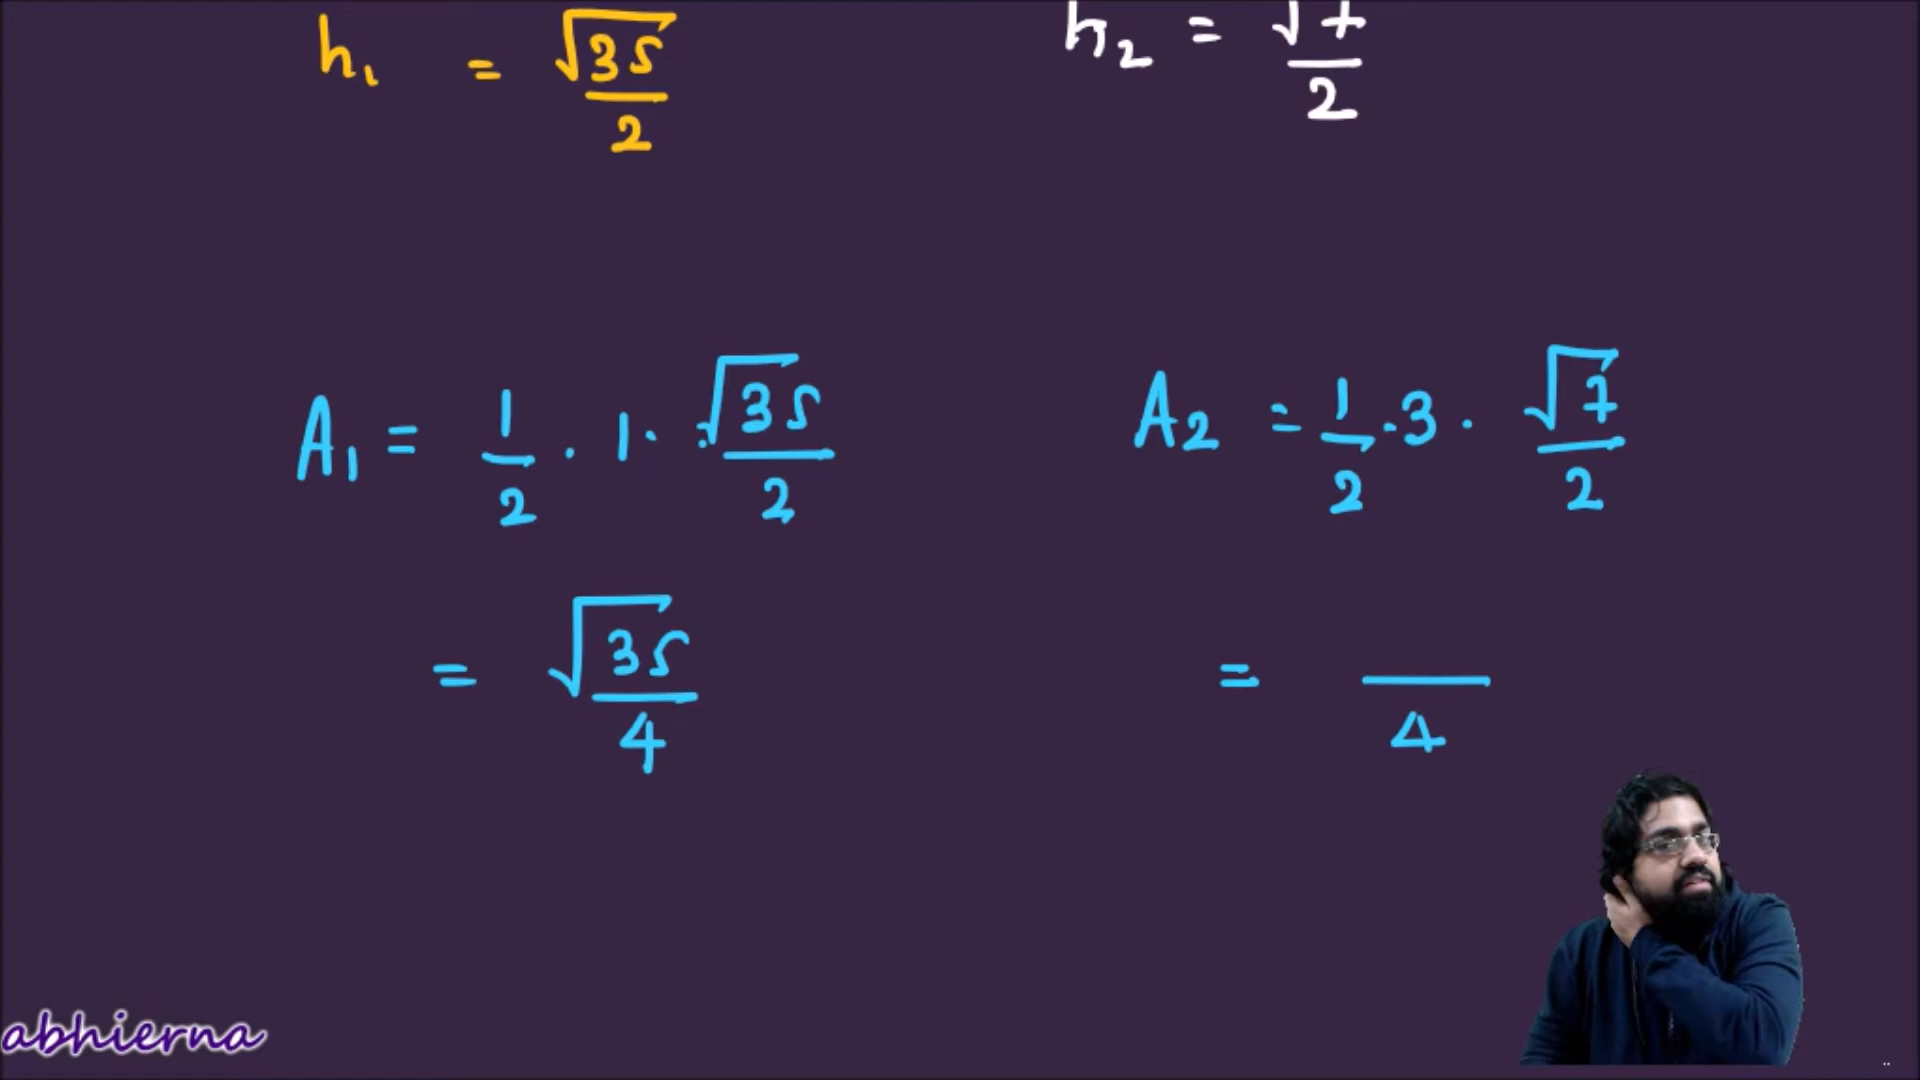 h₁ = √35/2
h₂ = √7/2
A₁ = 1/2 · 1 · √35/2
A₂ = 1/2 · 3 · √7/2
= √35/4
= /4
abhierna